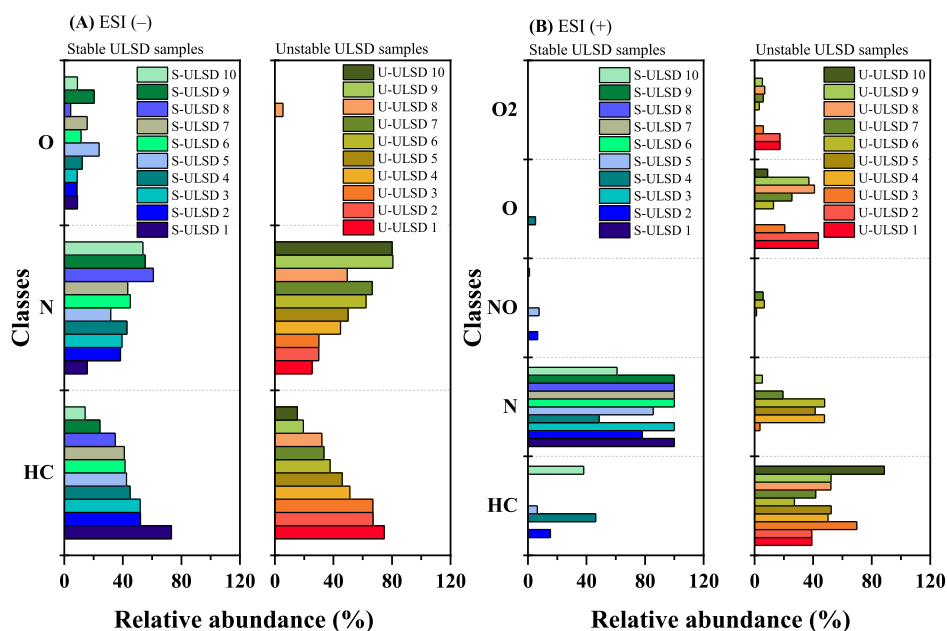 (A) ESI (–)
Stable ULSD samples
Unstable ULSD samples
S-ULSD 10
S-ULSD 9
S-ULSD 8
S-ULSD 7
S-ULSD 6
S-ULSD 5
S-ULSD 4
S-ULSD 3
S-ULSD 2
S-ULSD 1
U-ULSD 10
U-ULSD 9
U-ULSD 8
U-ULSD 7
U-ULSD 6
U-ULSD 5
U-ULSD 4
U-ULSD 3
U-ULSD 2
U-ULSD 1
Classes
O
N
HC
0 40 80 120
0 40 80 120
Relative abundance (%)
(B) ESI (+)
Stable ULSD samples
Unstable ULSD samples
S-ULSD 10
S-ULSD 9
S-ULSD 8
S-ULSD 7
S-ULSD 6
S-ULSD 5
S-ULSD 4
S-ULSD 3
S-ULSD 2
S-ULSD 1
U-ULSD 10
U-ULSD 9
U-ULSD 8
U-ULSD 7
U-ULSD 6
U-ULSD 5
U-ULSD 4
U-ULSD 3
U-ULSD 2
U-ULSD 1
Classes
O2
O
NO
N
HC
0 40 80 120
0 40 80 120
Relative abundance (%)